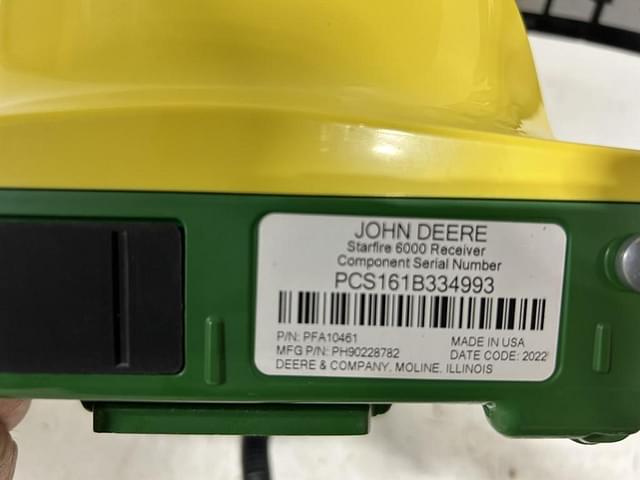 JOHN DEERE
Starfire 6000 Receiver
Component Serial Number
PCS161B334993
P/N: PFA10461
MFG P/N: PH90228782
MADE IN USA
DATE CODE: 2022
DEERE & COMPANY, MOLINE, ILLINOIS